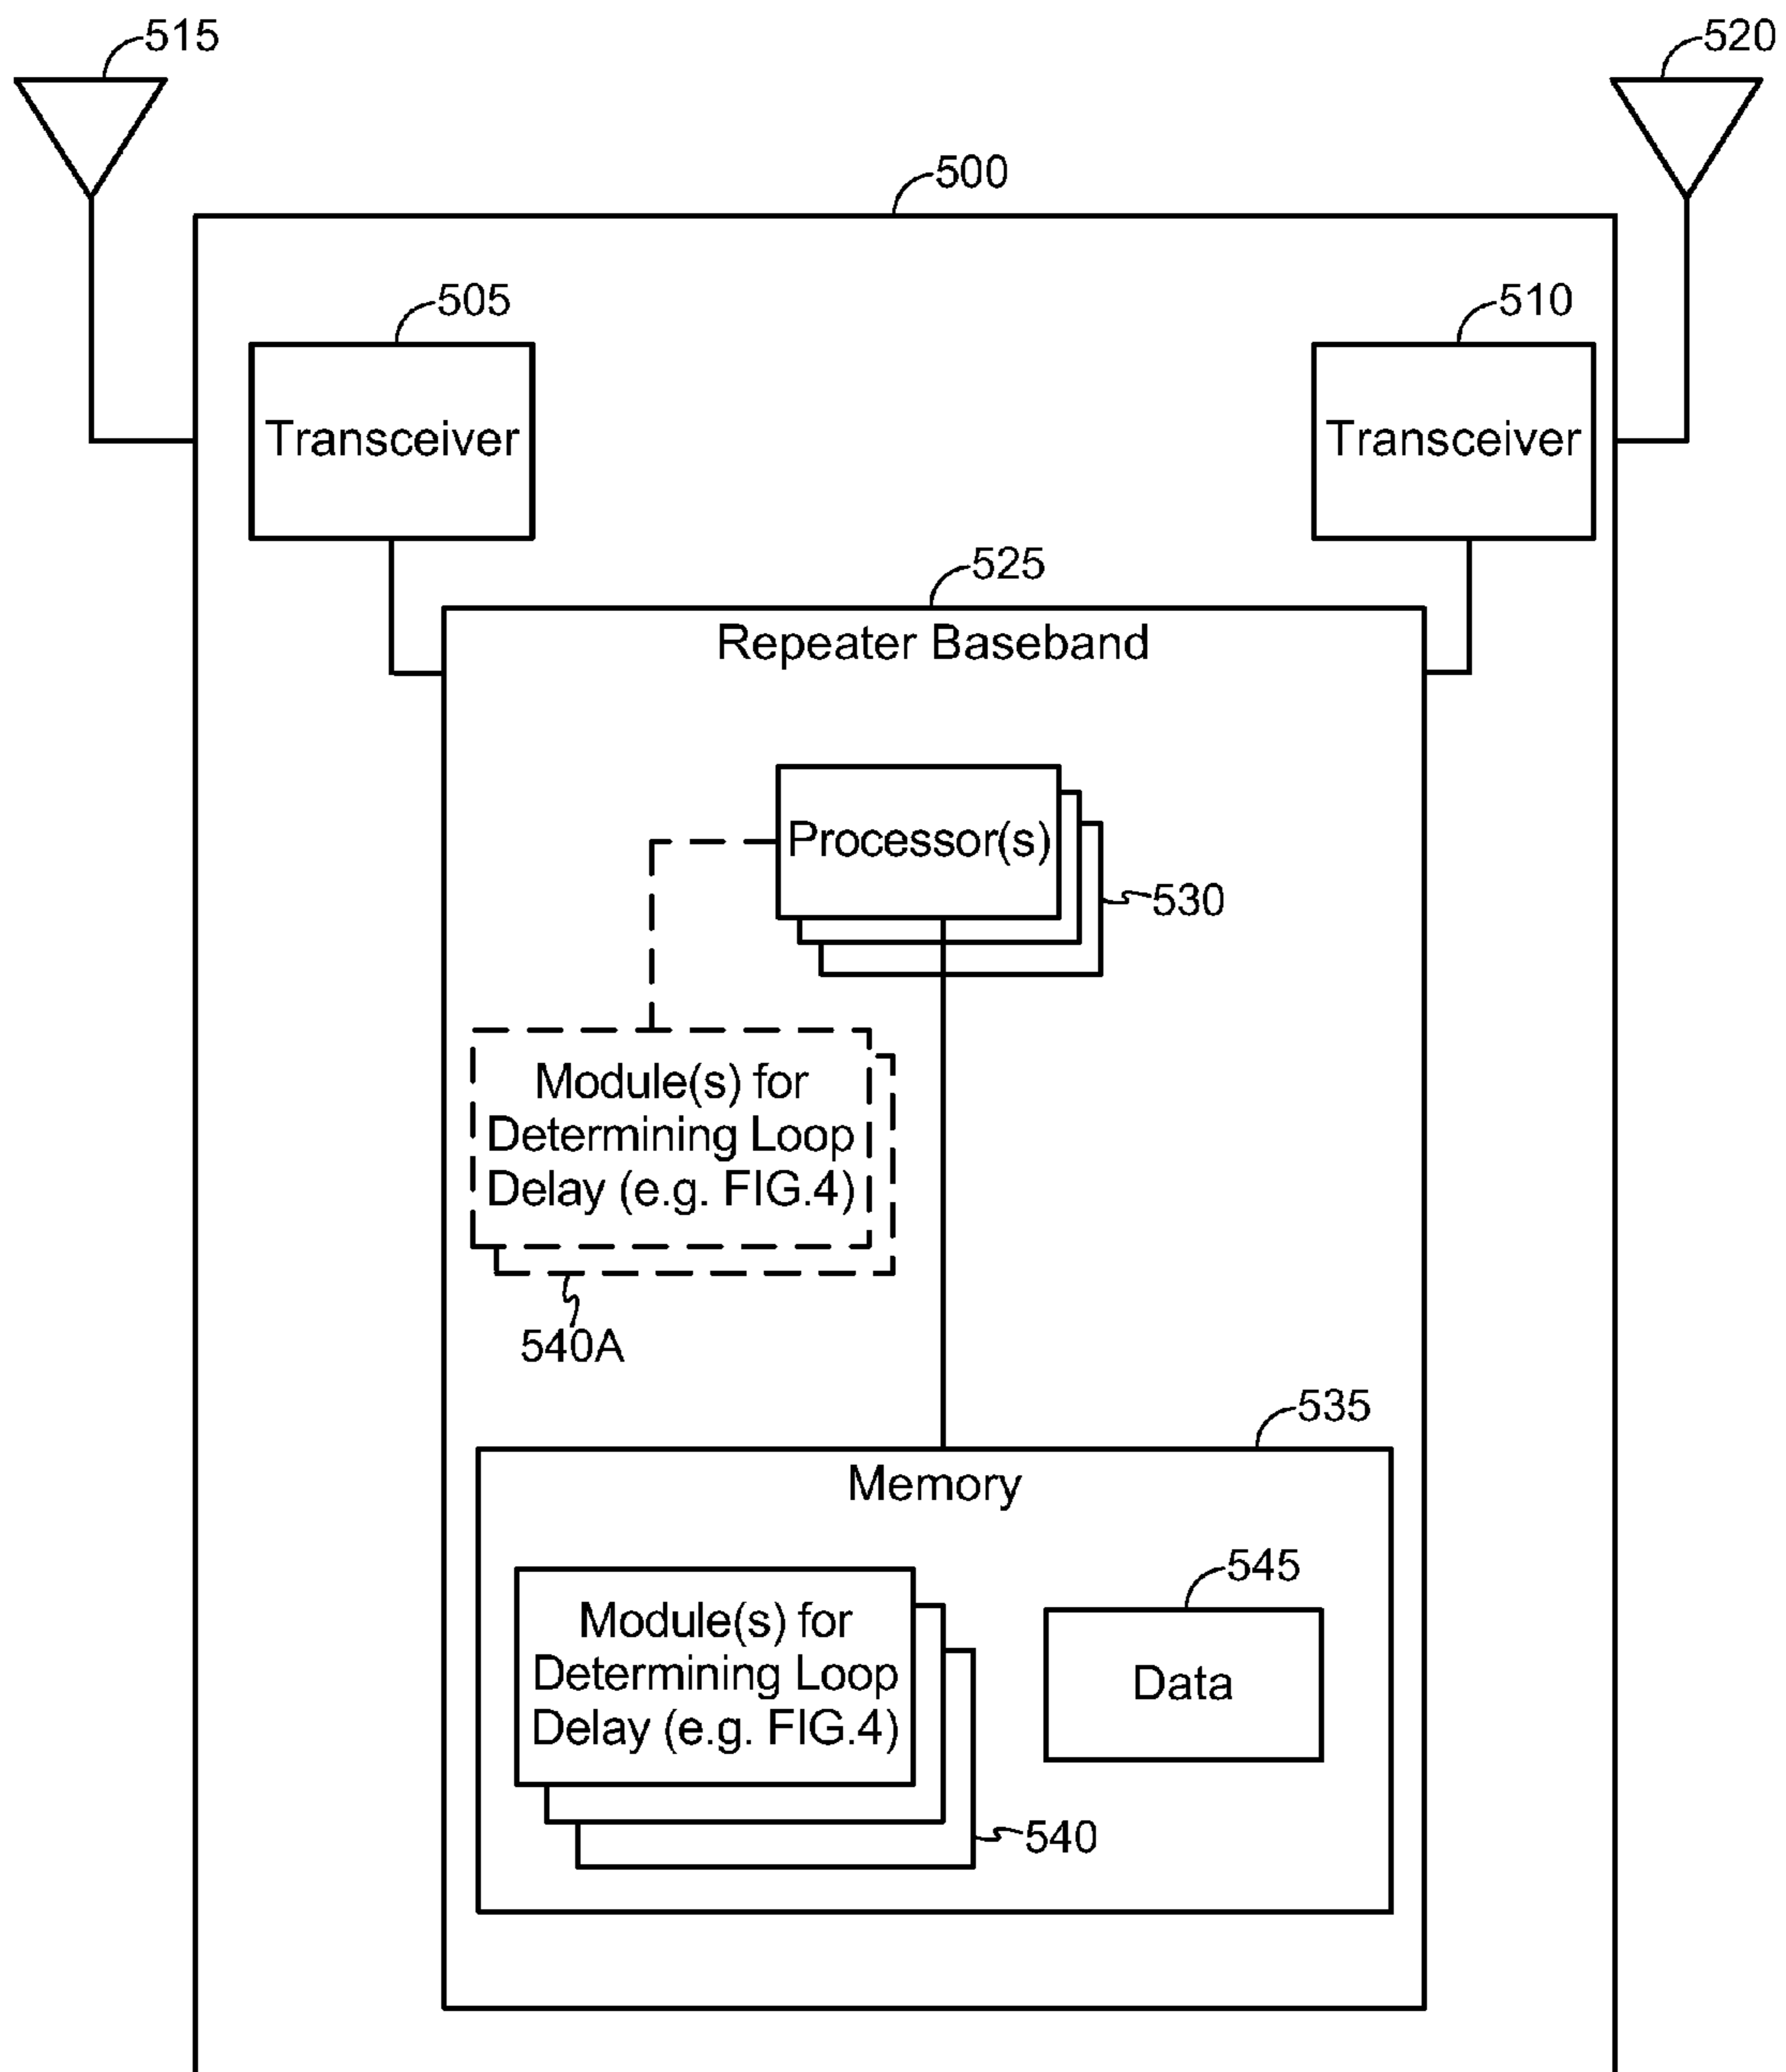 515
520
500
505
510
Transceiver
Transceiver
525
Repeater Baseband
Processor(s)
530
Module(s) for
Determining Loop
Delay (e.g. FIG.4)
540A
535
Memory
545
Module(s) for
Determining Loop
Delay (e.g. FIG.4)
Data
540